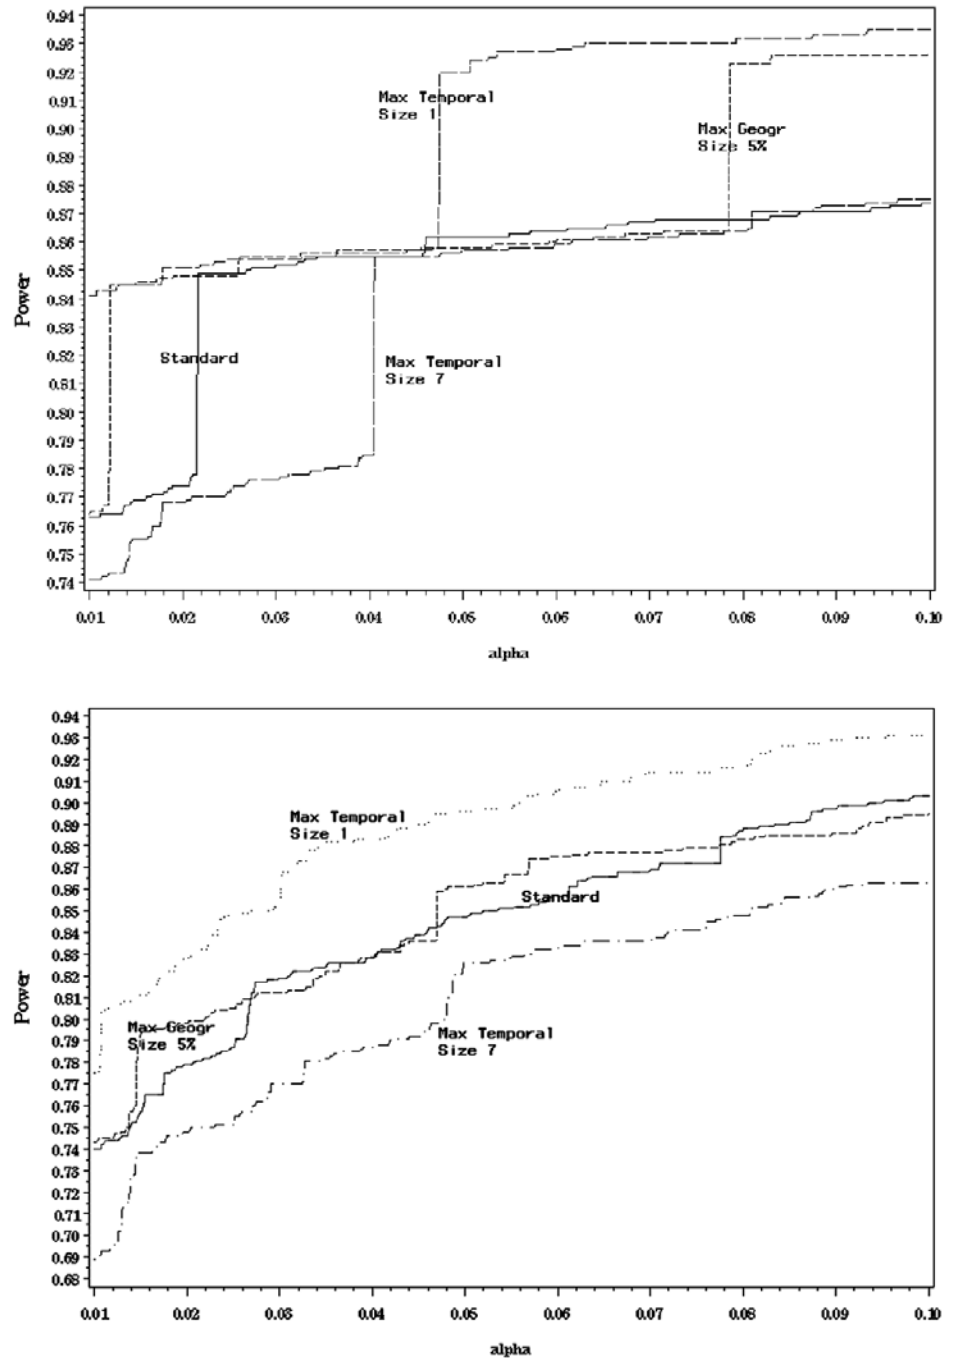 0.94
0.93
0.92
0.91
0.90
0.89
0.88
0.87
0.86
0.85
0.84
0.83
0.82
0.81
0.80
0.79
0.78
0.77
0.76
0.75
0.74
Power
Max Temporal
Size 1
Max Geogr
Size 5%
Standard
Max Temporal
Size 7
0.01 0.02 0.03 0.04 0.05 0.06 0.07 0.08 0.09 0.10
alpha
0.94
0.93
0.92
0.91
0.90
0.89
0.88
0.87
0.86
0.85
0.84
0.83
0.82
0.81
0.80
0.79
0.78
0.77
0.76
0.75
0.74
0.73
0.72
0.71
0.70
0.69
0.68
Power
Max Temporal
Size 1
Standard
Max Geogr
Size 5%
Max Temporal
Size 7
0.01 0.02 0.03 0.04 0.05 0.06 0.07 0.08 0.09 0.10
alpha